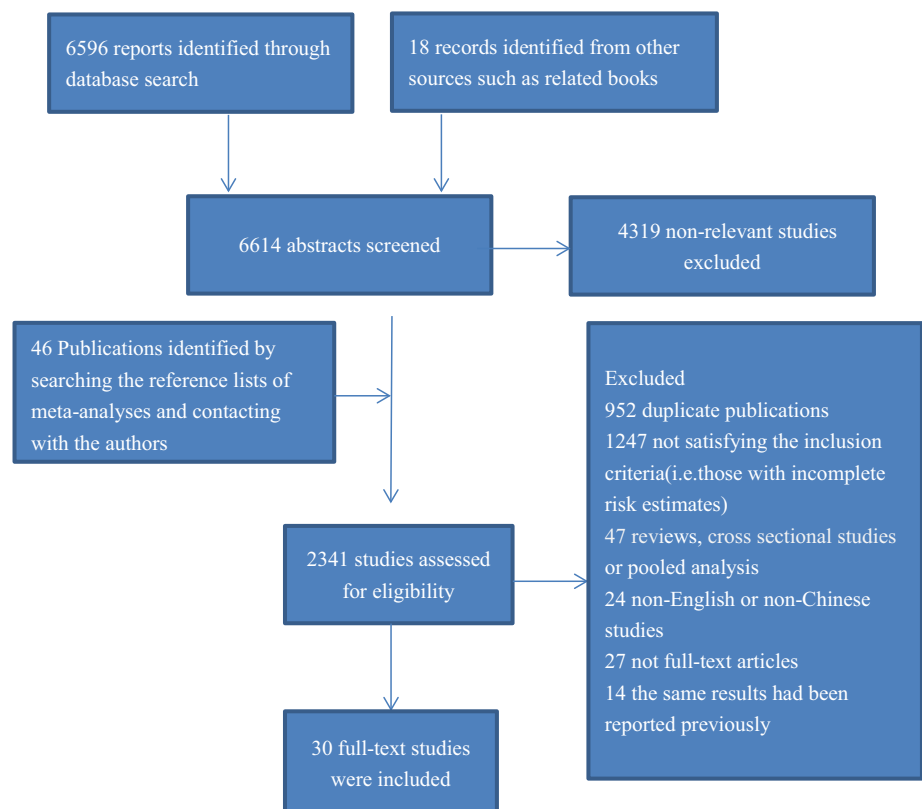 6596 reports identified through
database search
18 records identified from other
sources such as related books
6614 abstracts screened
4319 non-relevant studies
excluded
46 Publications identified by
searching the reference lists of
meta-analyses and contacting
with the authors
Excluded
952 duplicate publications
1247 not satisfying the inclusion
criteria(i.e.those with incomplete
risk estimates)
47 reviews, cross sectional studies
or pooled analysis
24 non-English or non-Chinese
studies
27 not full-text articles
14 the same results had been
reported previously
2341 studies assessed
for eligibility
30 full-text studies
were included